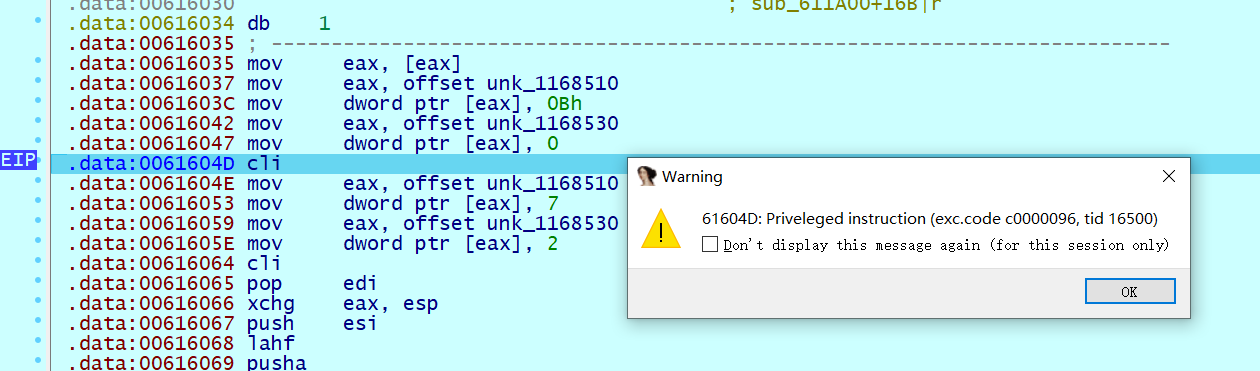 .data:00616030 ; sub_611A00+16B|r
.data:00616034 db 1
.data:00616035 ; ---------------------------------------------------------------------------
.data:00616035 mov eax, [eax]
.data:00616037 mov eax, offset unk_1168510
.data:0061603C mov dword ptr [eax], 0Bh
.data:00616042 mov eax, offset unk_1168530
.data:00616047 mov dword ptr [eax], 0
EIP .data:0061604D cli
.data:0061604E mov eax, offset unk_1168510
.data:00616053 mov dword ptr [eax], 7
.data:00616059 mov eax, offset unk_1168530
.data:0061605E mov dword ptr [eax], 2
.data:00616064 cli
.data:00616065 pop edi
.data:00616066 xchg eax, esp
.data:00616067 push esi
.data:00616068 lahf
.data:00616069 pusha
Warning
61604D: Priveleged instruction (exc.code c0000096, tid 16500)
Don't display this message again (for this session only)
OK